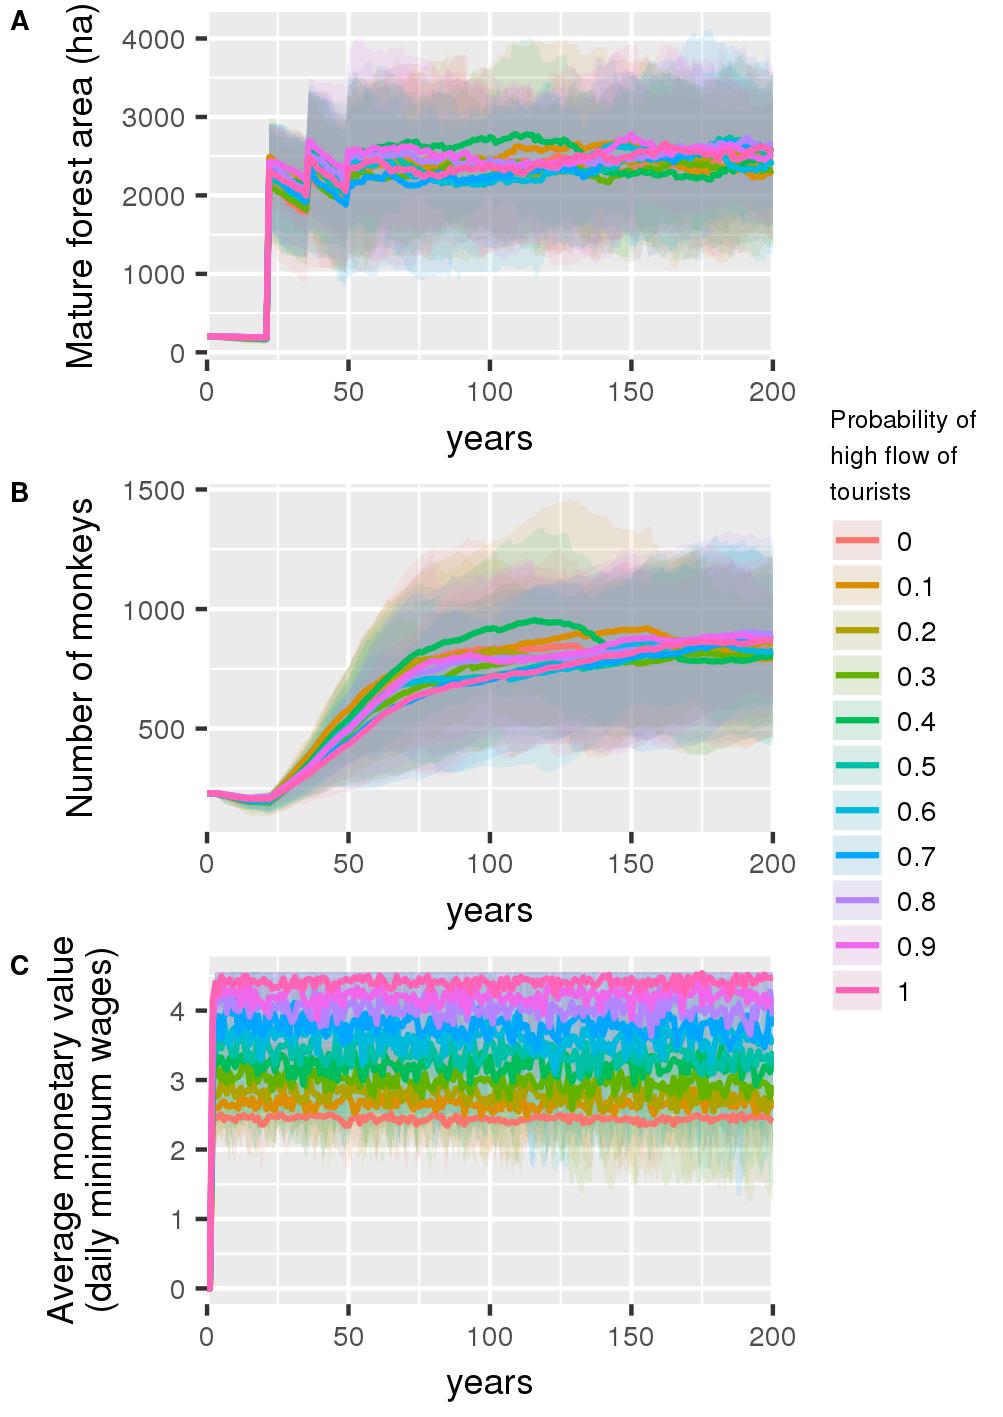 A
Mature forest area (ha)
4000
3000
2000
1000
0
0 50 100 150 200
years
B
Number of monkeys
1500
1000
500
0 50 100 150 200
years
C
Average monetary value
(daily minimum wages)
4
3
2
1
0
0 50 100 150 200
years
Probability of
high flow of
tourists
0
0.1
0.2
0.3
0.4
0.5
0.6
0.7
0.8
0.9
1